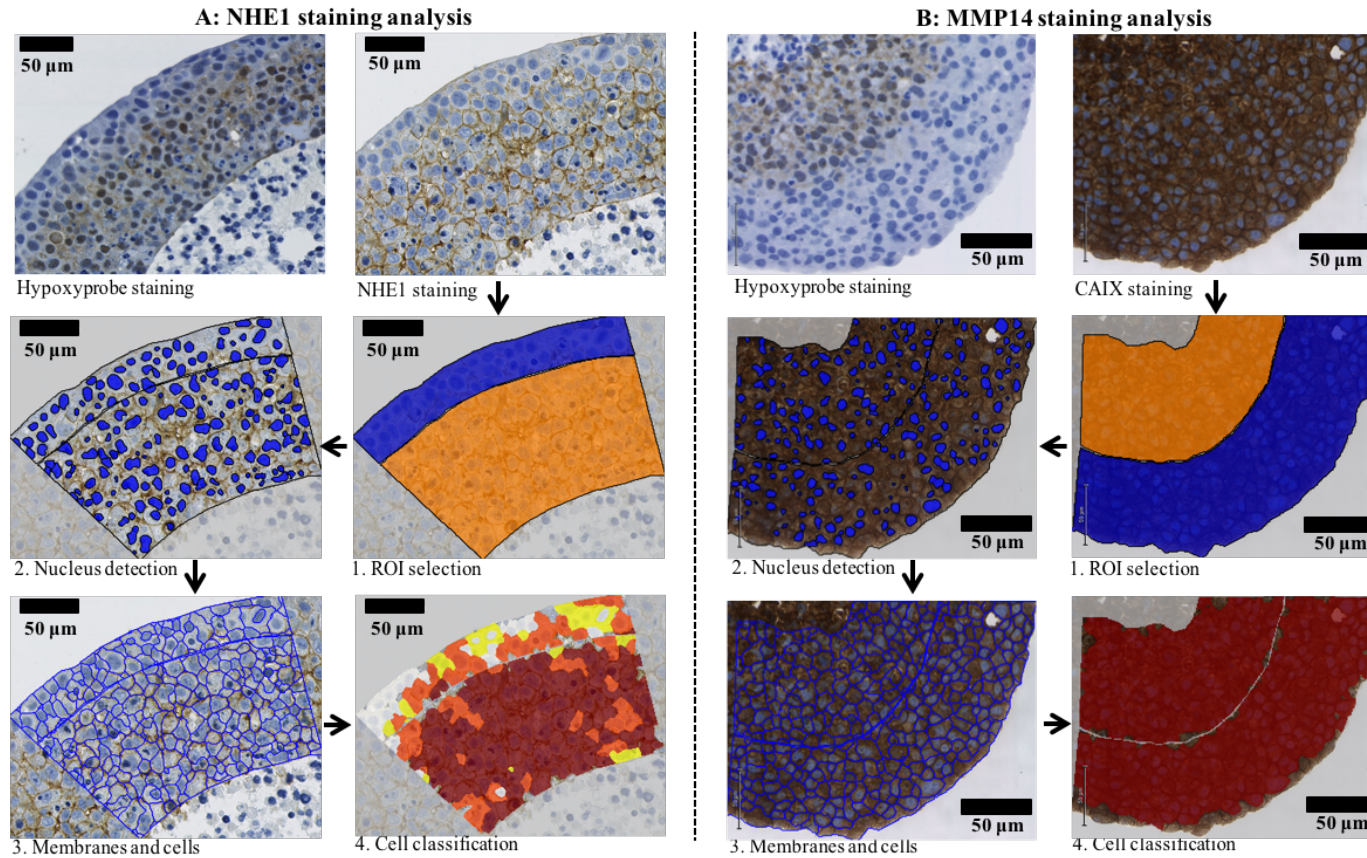 A: NHE1 staining analysis
B: MMP14 staining analysis
50 µm
50 µm
50 µm
50 µm
Hypoxyprobe staining
NHE1 staining
Hypoxyprobe staining
CAIX staining
50 µm
50 µm
50 µm
50 µm
2. Nucleus detection
1. ROI selection
2. Nucleus detection
1. ROI selection
50 µm
50 µm
50 µm
50 µm
3. Membranes and cells
4. Cell classification
3. Membranes and cells
4. Cell classification